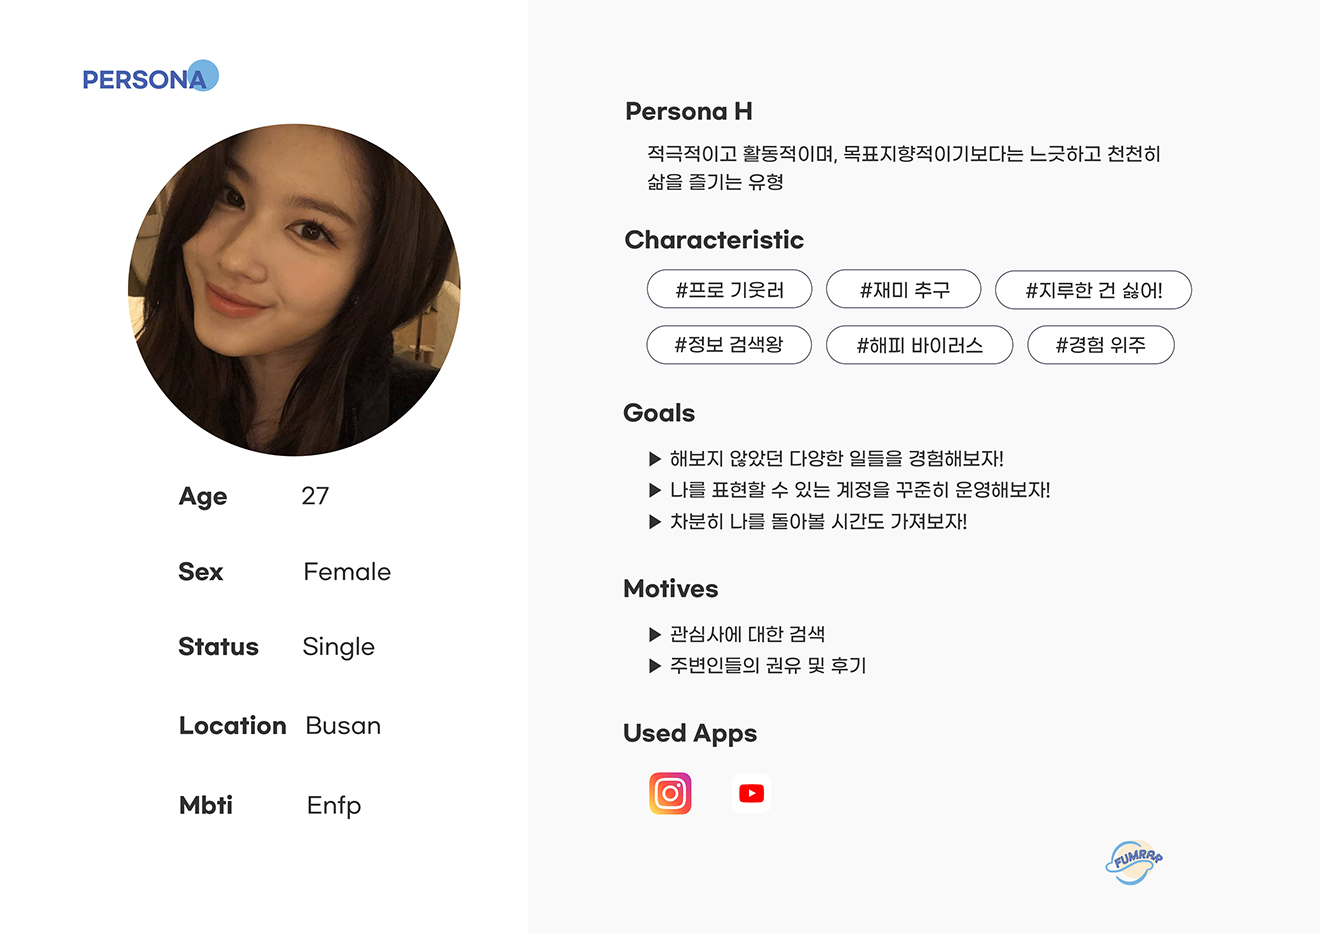 PERSONA
Age 27
Sex Female
Status Single
Location Busan
Mbti Enfp
Persona H
적극적이고 활동적이며, 목표지향적이기보다는 느긋하고 천천히
삶을 즐기는 유형
Characteristic
#프로 기웃러 #재미 추구 #지루한 건 싫어!
#정보 검색왕 #해피 바이러스 #경험 위주
Goals
▶ 해보지 않았던 다양한 일들을 경험해보자!
▶ 나를 표현할 수 있는 계정을 꾸준히 운영해보자!
▶ 차분히 나를 돌아볼 시간도 가져보자!
Motives
▶ 관심사에 대한 검색
▶ 주변인들의 권유 및 후기
Used Apps
FUMRAR